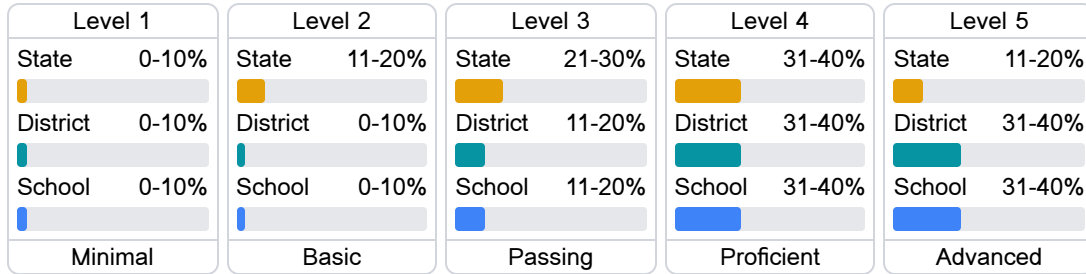 Level 1
State 0-10%
District 0-10%
School 0-10%
Minimal
Level 2
State 11-20%
District 0-10%
School 0-10%
Basic
Level 3
State 21-30%
District 11-20%
School 11-20%
Passing
Level 4
State 31-40%
District 31-40%
School 31-40%
Proficient
Level 5
State 11-20%
District 31-40%
School 31-40%
Advanced